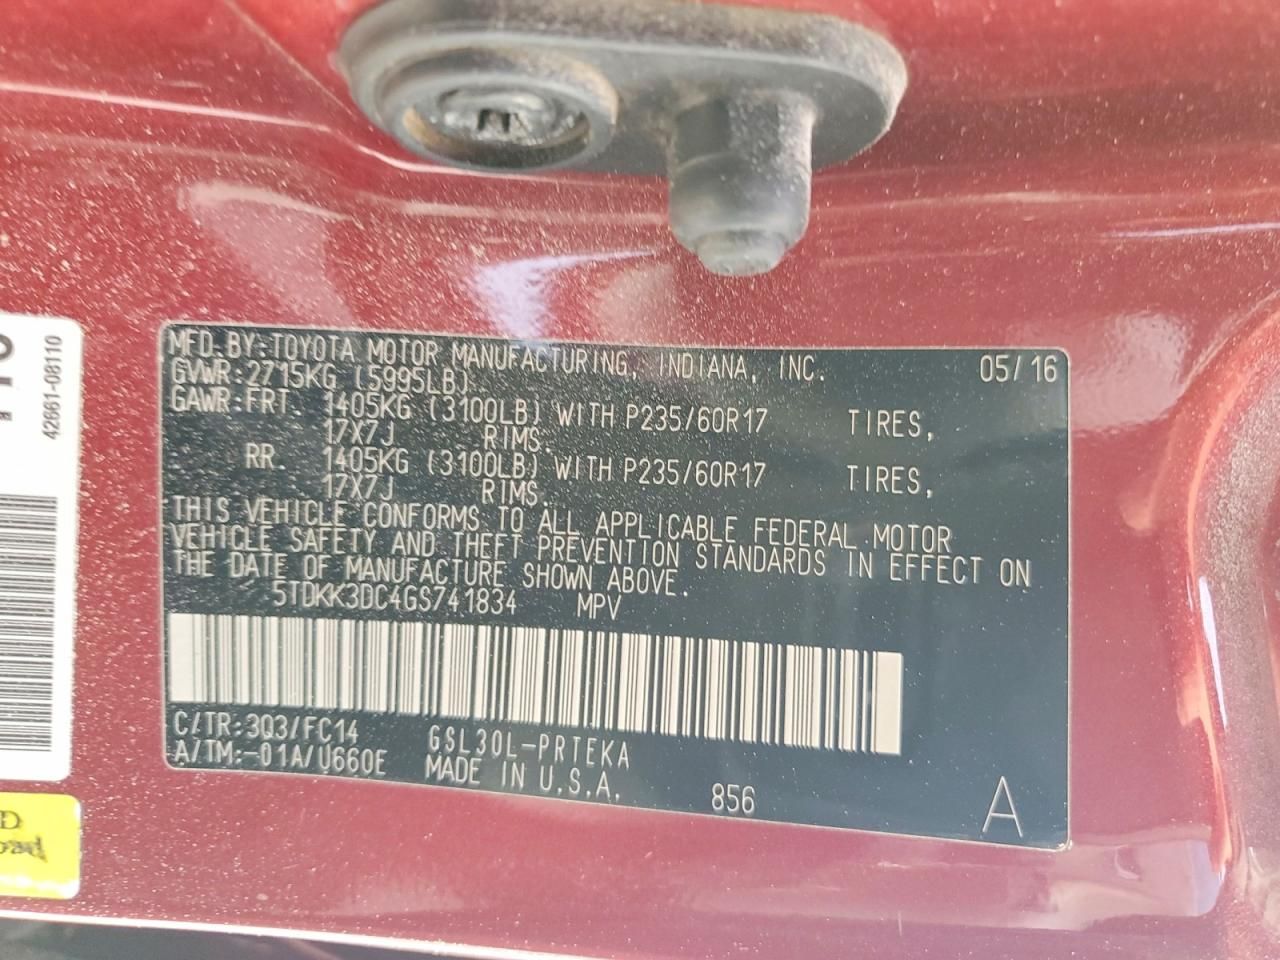 MFD.BY:TOYOTA MOTOR MANUFACTURING, INDIANA, INC. 05/16
GVWR:2715KG (5995LB)
GAWR:FRT. 1405KG (3100LB) WITH P235/60R17 TIRES,
17X7J RIMS.
RR. 1405KG (3100LB) WITH P235/60R17 TIRES,
17X7J RIMS.
THIS VEHICLE CONFORMS TO ALL APPLICABLE FEDERAL MOTOR
VEHICLE SAFETY AND THEFT PREVENTION STANDARDS IN EFFECT ON
THE DATE OF MANUFACTURE SHOWN ABOVE.
5TDKK3DC4GS741834 MPV
C/TR:3Q3/FC14 GSL30L-PRTEKA
A/TM:-01A/U660E MADE IN U.S.A. 856 A
42661-08110